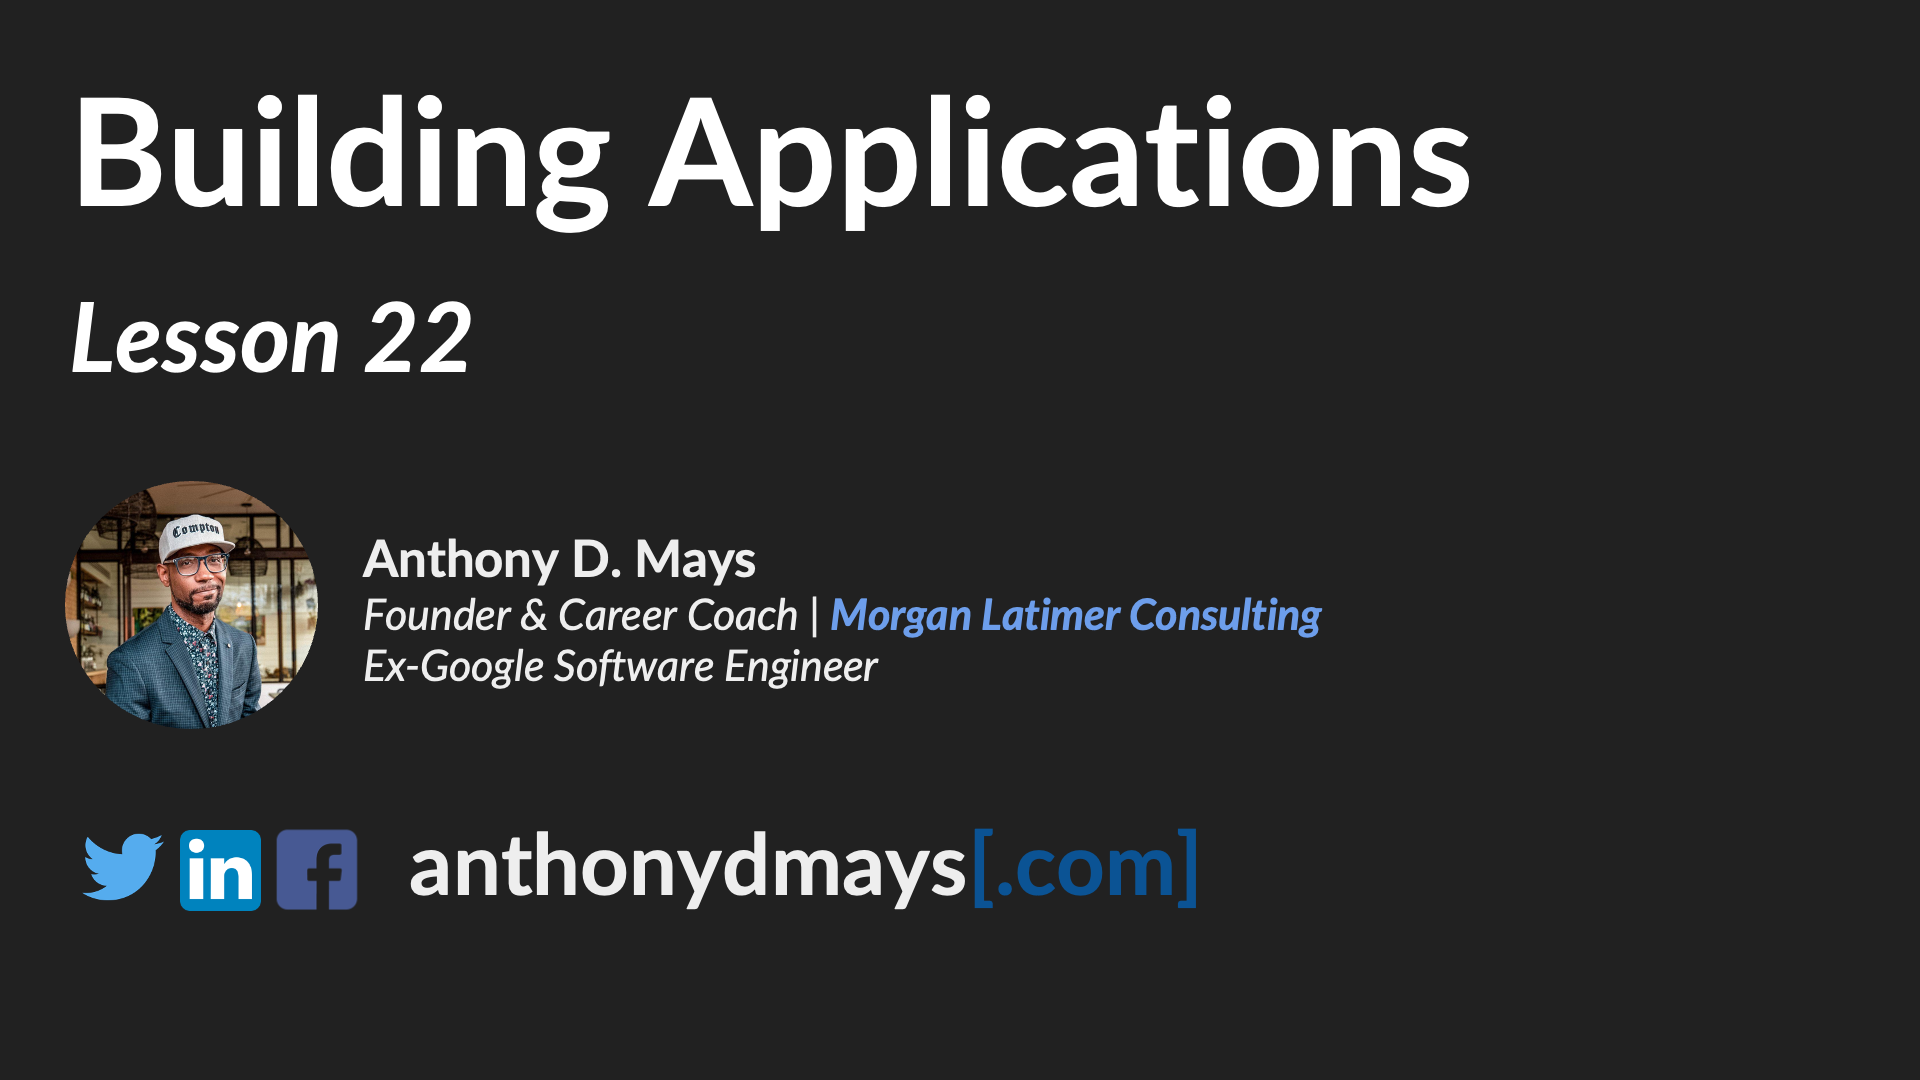 Building Applications
Lesson 22
Compton
Anthony D. Mays
Founder & Career Coach | Morgan Latimer Consulting
Ex-Google Software Engineer
in f anthonydmays[.com]